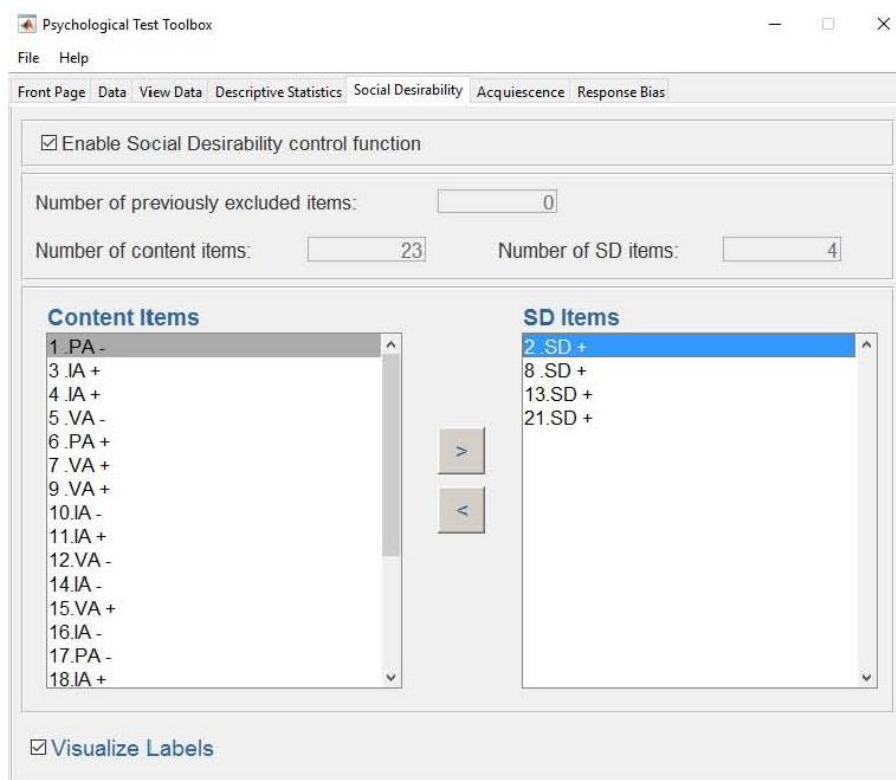 Psychological Test Toolbox
File Help
Front Page Data View Data Descriptive Statistics Social Desirability Acquiescence Response Bias
Enable Social Desirability control function
Number of previously excluded items: 0
Number of content items: 23 Number of SD items: 4
Content Items
1 .PA -
3 .IA +
4 .IA +
5 .VA -
6 .PA +
7 .VA +
9 .VA +
10.IA -
11.IA +
12.VA -
14.IA -
15.VA +
16.IA -
17.PA -
18.IA +
>
<
SD Items
2 .SD +
8 .SD +
13.SD +
21.SD +
Visualize Labels